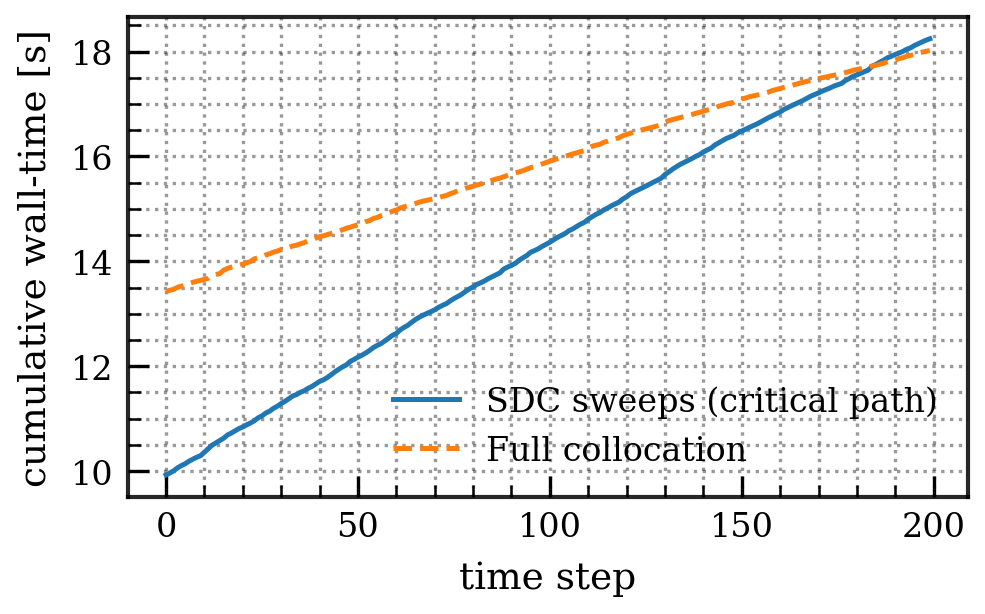 cumulative wall-time [s]
18
16
14
12
10
SDC sweeps (critical path)
Full collocation
0
50
100
150
200
time step